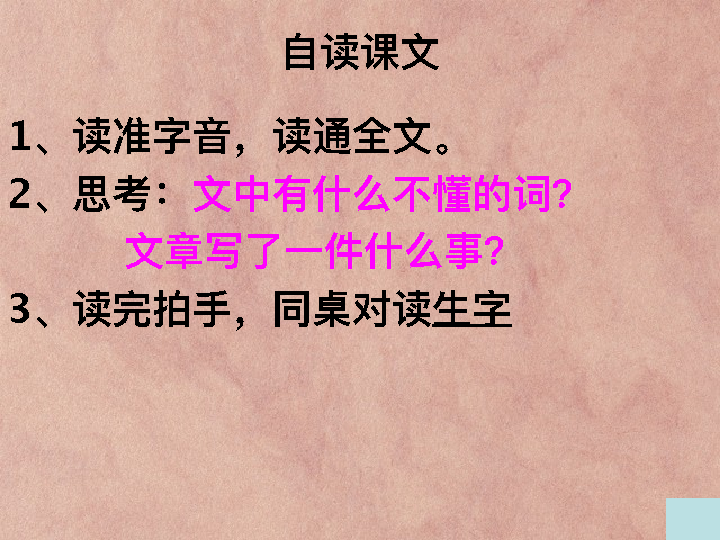 自读课文
1、读准字音，读通全文。
2、思考：文中有什么不懂的词？
文章写了一件什么事？
3、读完拍手，同桌对读生字